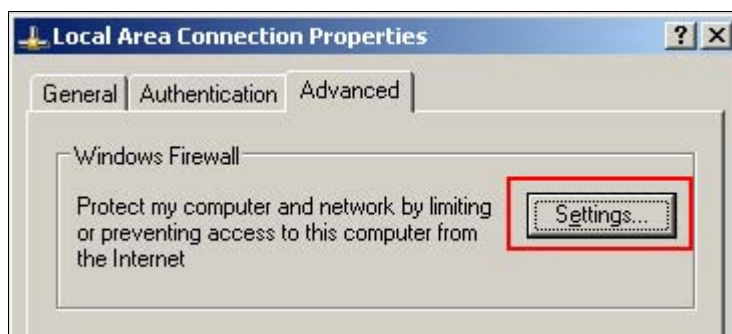 Local Area Connection Properties
General Authentication Advanced
Windows Firewall
Protect my computer and network by limiting
or preventing access to this computer from
the Internet
Settings...